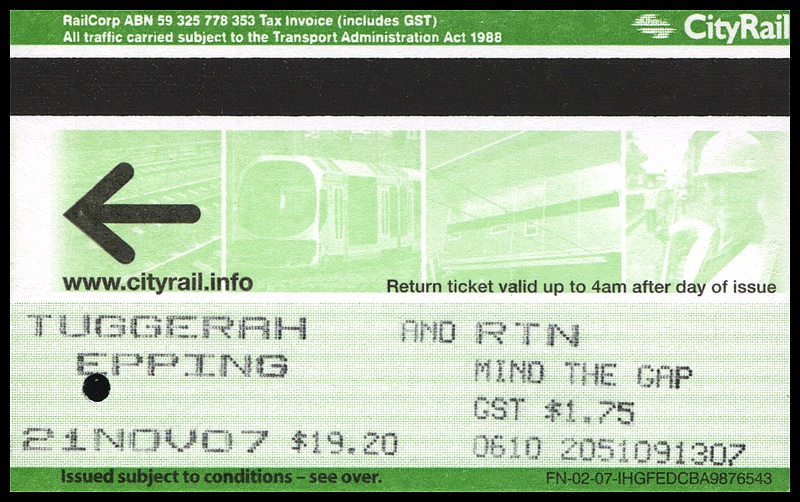 RailCorp ABN 59 325 778 353 Tax Invoice (includes GST)
All traffic carried subject to the Transport Administration Act 1988
CityRail
www.cityrail.info
Return ticket valid up to 4am after day of issue
TUGGERAH AND RTN
EPPING MIND THE GAP
GST $1.75
21NOV07 $19.20 0610 2051091307
Issued subject to conditions – see over.
FN-02-07-IHGFEDCBA9876543